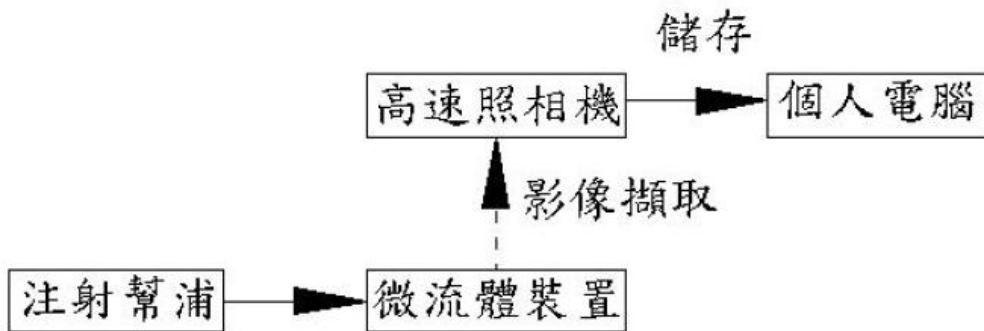 儲存
高速照相機
個人電腦
影像擷取
注射幫浦
微流體裝置